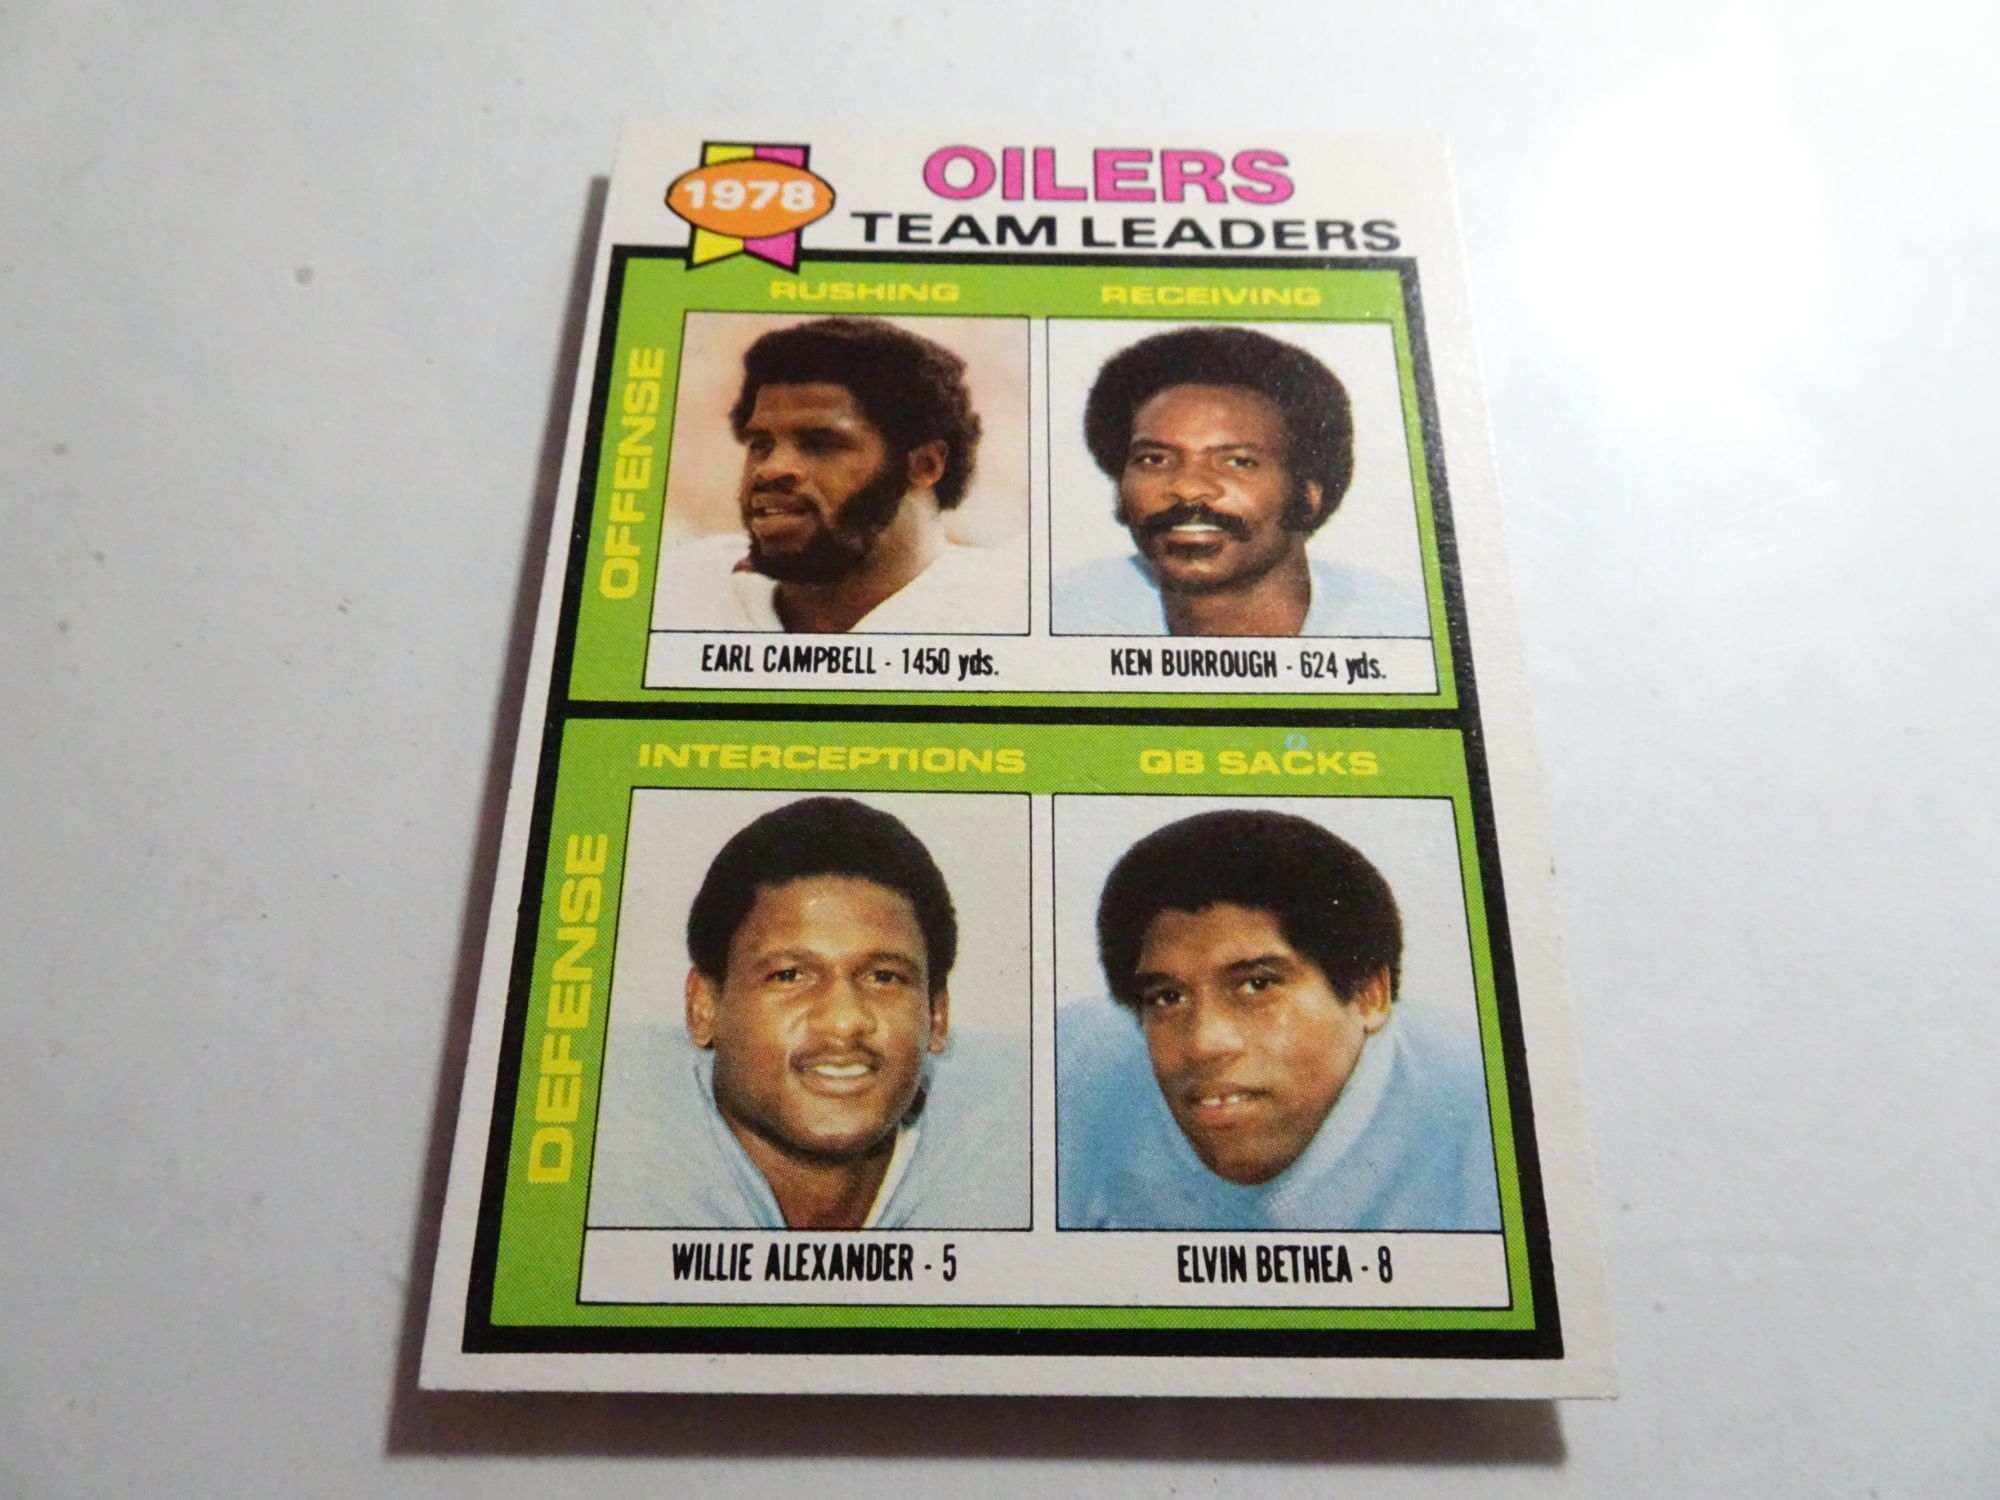 1978
OILERS
TEAM LEADERS
OFFENSE
RUSHING
RECEIVING
EARL CAMPBELL - 1450 yds.
KEN BURROUGH - 624 yds.
DEFENSE
INTERCEPTIONS
QB SACKS
WILLIE ALEXANDER - 5
ELVIN BETHEA - 8